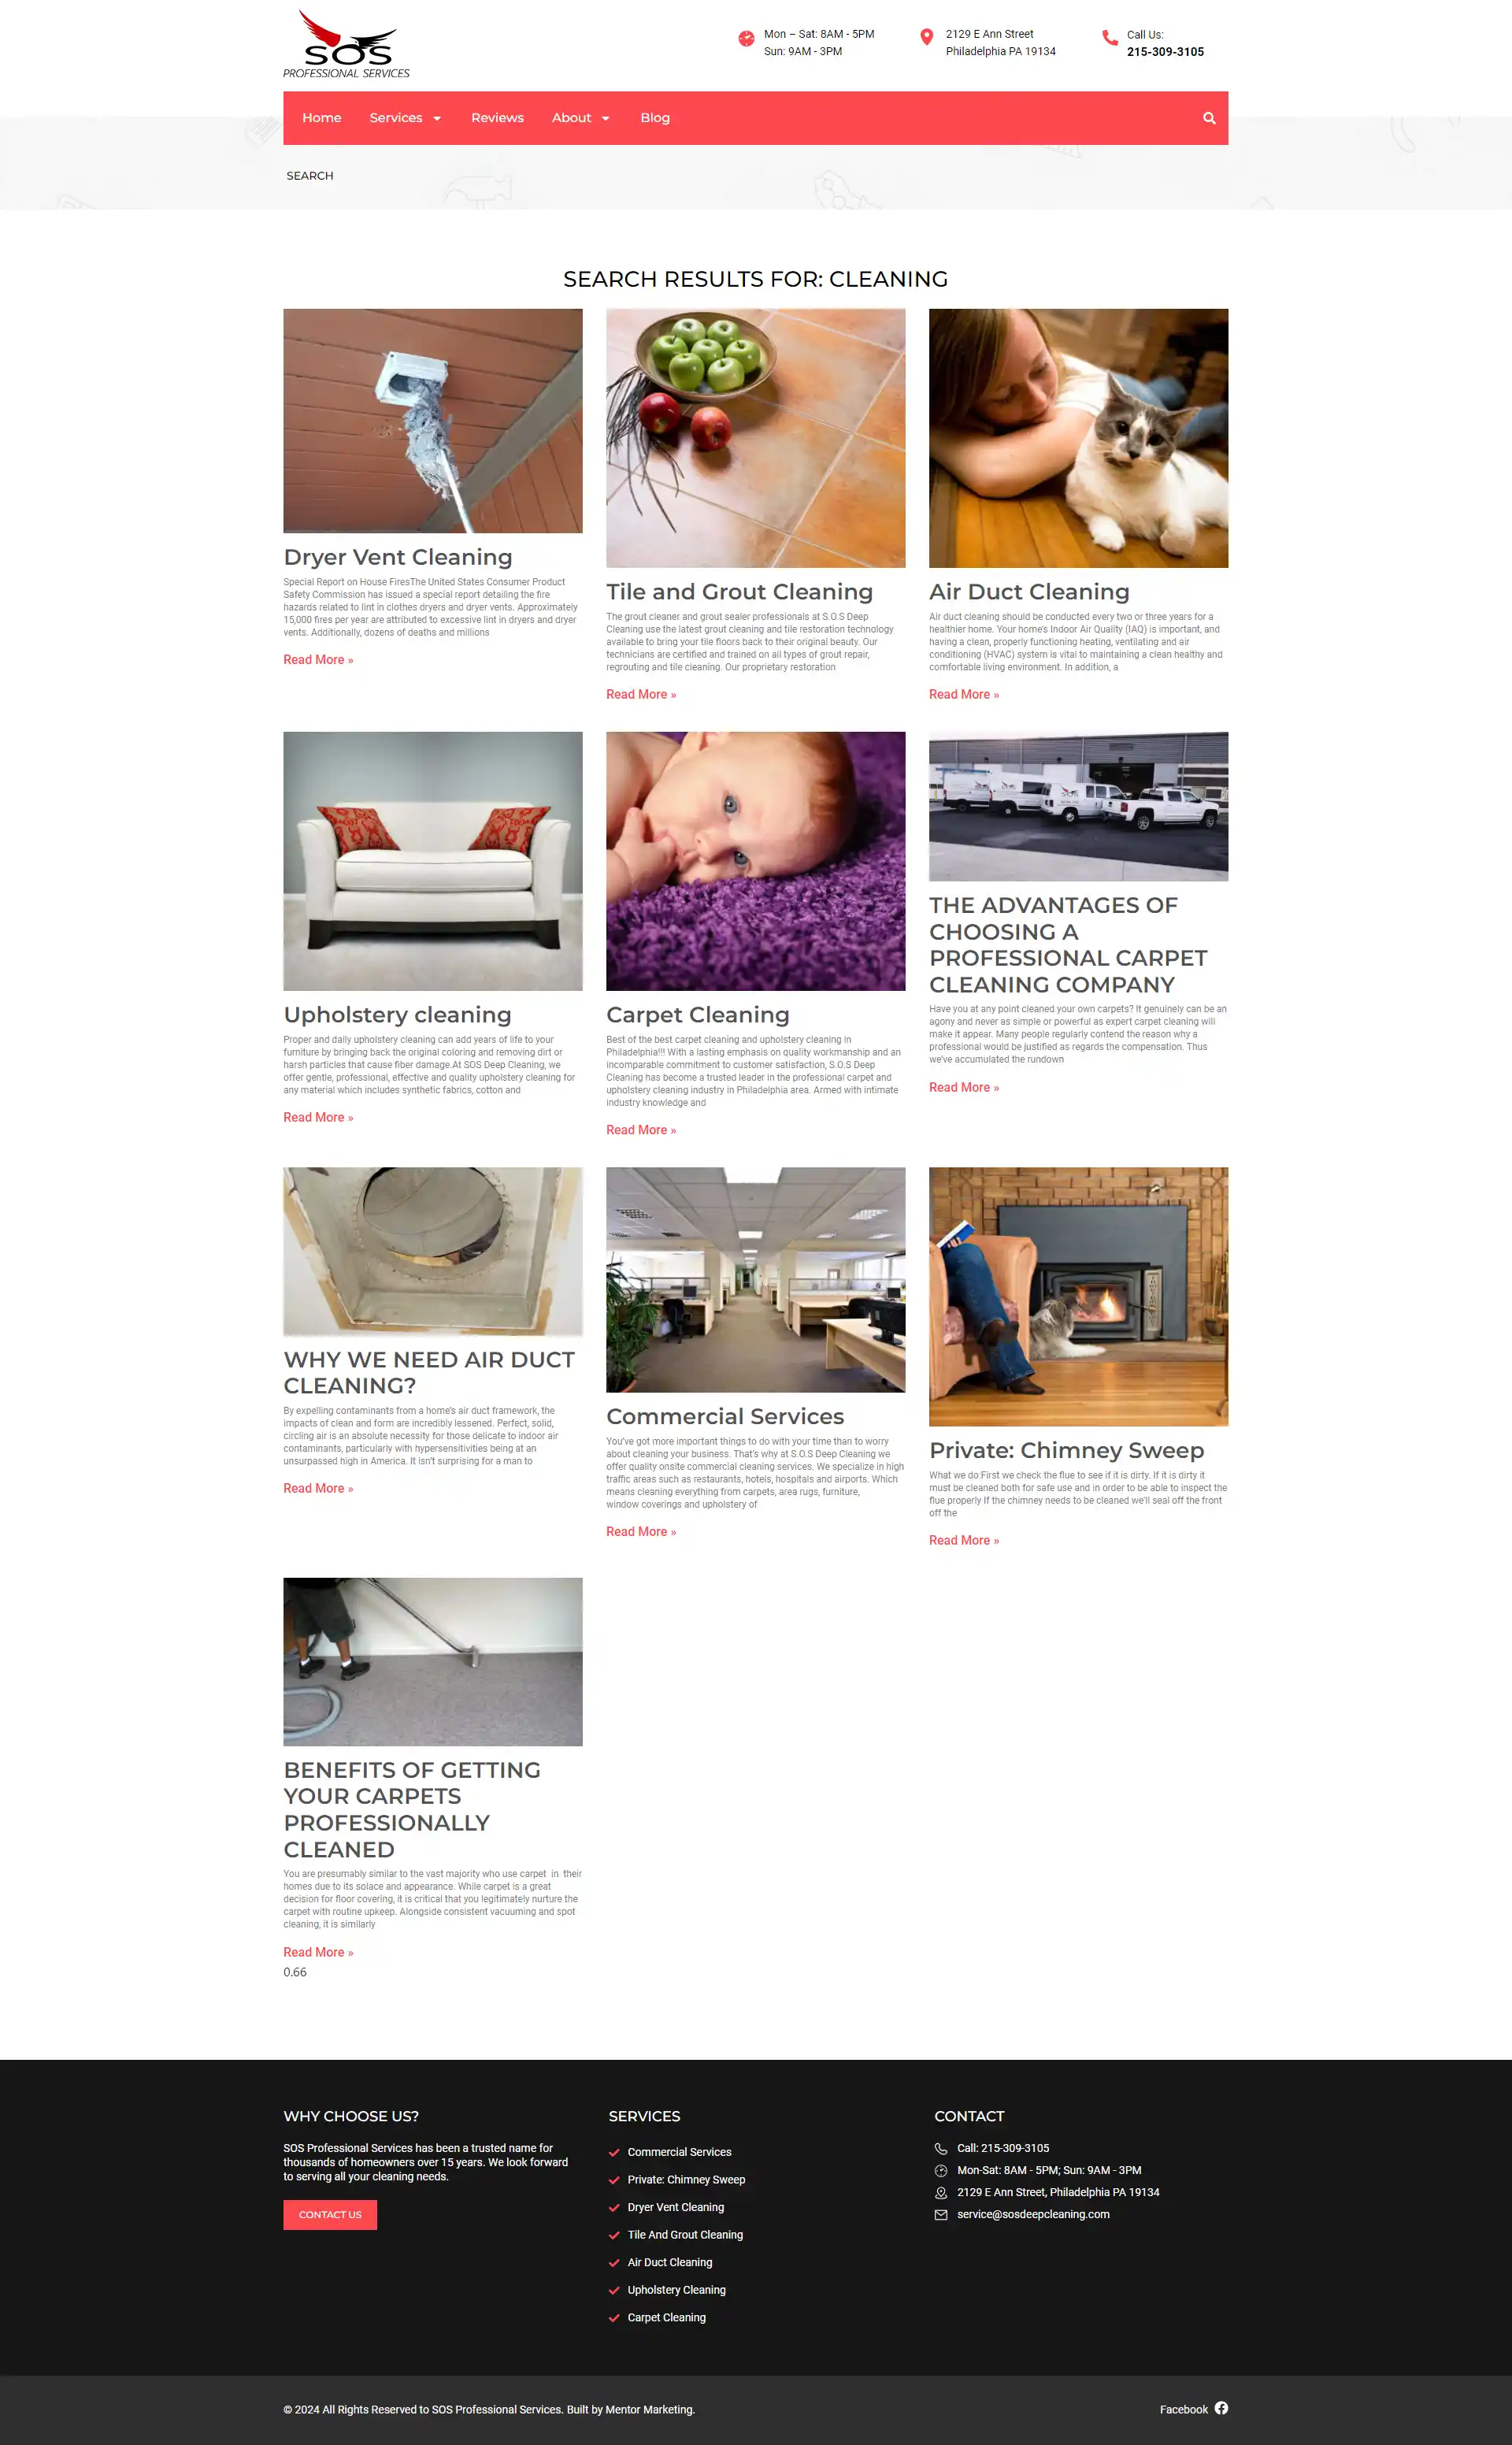 SOS
PROFESSIONAL SERVICES
Mon – Sat: 8AM - 5PM
Sun: 9AM - 3PM
2129 E Ann Street
Philadelphia PA 19134
Call Us:
215-309-3105
Home
Services
Reviews
About
Blog
SEARCH
SEARCH RESULTS FOR: CLEANING
Dryer Vent Cleaning
Special Report on House FiresThe United States Consumer Product
Safety Commission has issued a special report detailing the fire
hazards related to lint in clothes dryers and dryer vents. Approximately
15,000 fires per year are attributed to excessive lint in dryers and dryer
vents. Additionally, dozens of deaths and millions
Read More »
Tile and Grout Cleaning
The grout cleaner and grout sealer professionals at S.O.S Deep
Cleaning use the latest grout cleaning and tile restoration technology
available to bring your tile floors back to their original beauty. Our
technicians are certified and trained on all types of grout repair,
regrouting and tile cleaning. Our proprietary restoration
Read More »
Air Duct Cleaning
Air duct cleaning should be conducted every two or three years for a
healthier home. Your home's Indoor Air Quality (IAQ) is important, and
having a clean, properly functioning heating, ventilating and air
conditioning (HVAC) system is vital to maintaining a clean healthy and
comfortable living environment. In addition, a
Read More »
Upholstery cleaning
Proper and daily upholstery cleaning can add years of life to your
furniture by bringing back the original coloring and removing dirt or
harsh particles that cause fiber damage.At SOS Deep Cleaning, we
offer gentle, professional, effective and quality upholstery cleaning for
any material which includes synthetic fabrics, cotton and
Read More »
Carpet Cleaning
Best of the best carpet cleaning and upholstery cleaning in
Philadelphia!!! With a lasting emphasis on quality workmanship and an
incomparable commitment to customer satisfaction, S.O.S Deep
Cleaning has become a trusted leader in the professional carpet and
upholstery cleaning industry in Philadelphia area. Armed with intimate
industry knowledge and
Read More »
THE ADVANTAGES OF
CHOOSING A
PROFESSIONAL CARPET
CLEANING COMPANY
Have you at any point cleaned your own carpets? It genuinely can be an
agony and never as simple or powerful as expert carpet cleaning will
make it appear. Many people regularly contend the reason why a
professional would be justified as regards the compensation. Thus
we've accumulated the rundown
Read More »
WHY WE NEED AIR DUCT
CLEANING?
By expelling contaminants from a home's air duct framework, the
impacts of clean and form are incredibly lessened. Perfect, solid,
circling air is an absolute necessity for those delicate to indoor air
contaminants, particularly with hypersensitivities being at an
unsurpassed high in America. It isn't surprising for a man to
Read More »
Commercial Services
You've got more important things to do with your time than to worry
about cleaning your business. That's why at S.O.S Deep Cleaning we
offer quality onsite commercial cleaning services. We specialize in high
traffic areas such as restaurants, hotels, hospitals and airports. Which
means cleaning everything from carpets, area rugs, furniture,
window coverings and upholstery of
Read More »
Private: Chimney Sweep
What we do:First we check the flue to see if it is dirty. If it is dirty it
must be cleaned both for safe use and in order to be able to inspect the
flue properly If the chimney needs to be cleaned we'll seal off the front
off the
Read More »
BENEFITS OF GETTING
YOUR CARPETS
PROFESSIONALLY
CLEANED
You are presumably similar to the vast majority who use carpet in their
homes due to its solace and appearance. While carpet is a great
decision for floor covering, it is critical that you legitimately nurture the
carpet with routine upkeep. Alongside consistent vacuuming and spot
cleaning, it is similarly
Read More »
0.66
WHY CHOOSE US?
SOS Professional Services has been a trusted name for
thousands of homeowners over 15 years. We look forward
to serving all your cleaning needs.
CONTACT US
SERVICES
Commercial Services
Private: Chimney Sweep
Dryer Vent Cleaning
Tile And Grout Cleaning
Air Duct Cleaning
Upholstery Cleaning
Carpet Cleaning
CONTACT
Call: 215-309-3105
Mon-Sat: 8AM - 5PM; Sun: 9AM - 3PM
2129 E Ann Street, Philadelphia PA 19134
service@sosdeepcleaning.com
© 2024 All Rights Reserved to SOS Professional Services. Built by Mentor Marketing.
Facebook